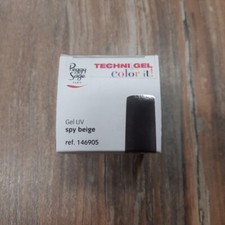 Peggy
Sage
TECHNI GEL
color it!
Gel UV
spy beige
ref. 146905